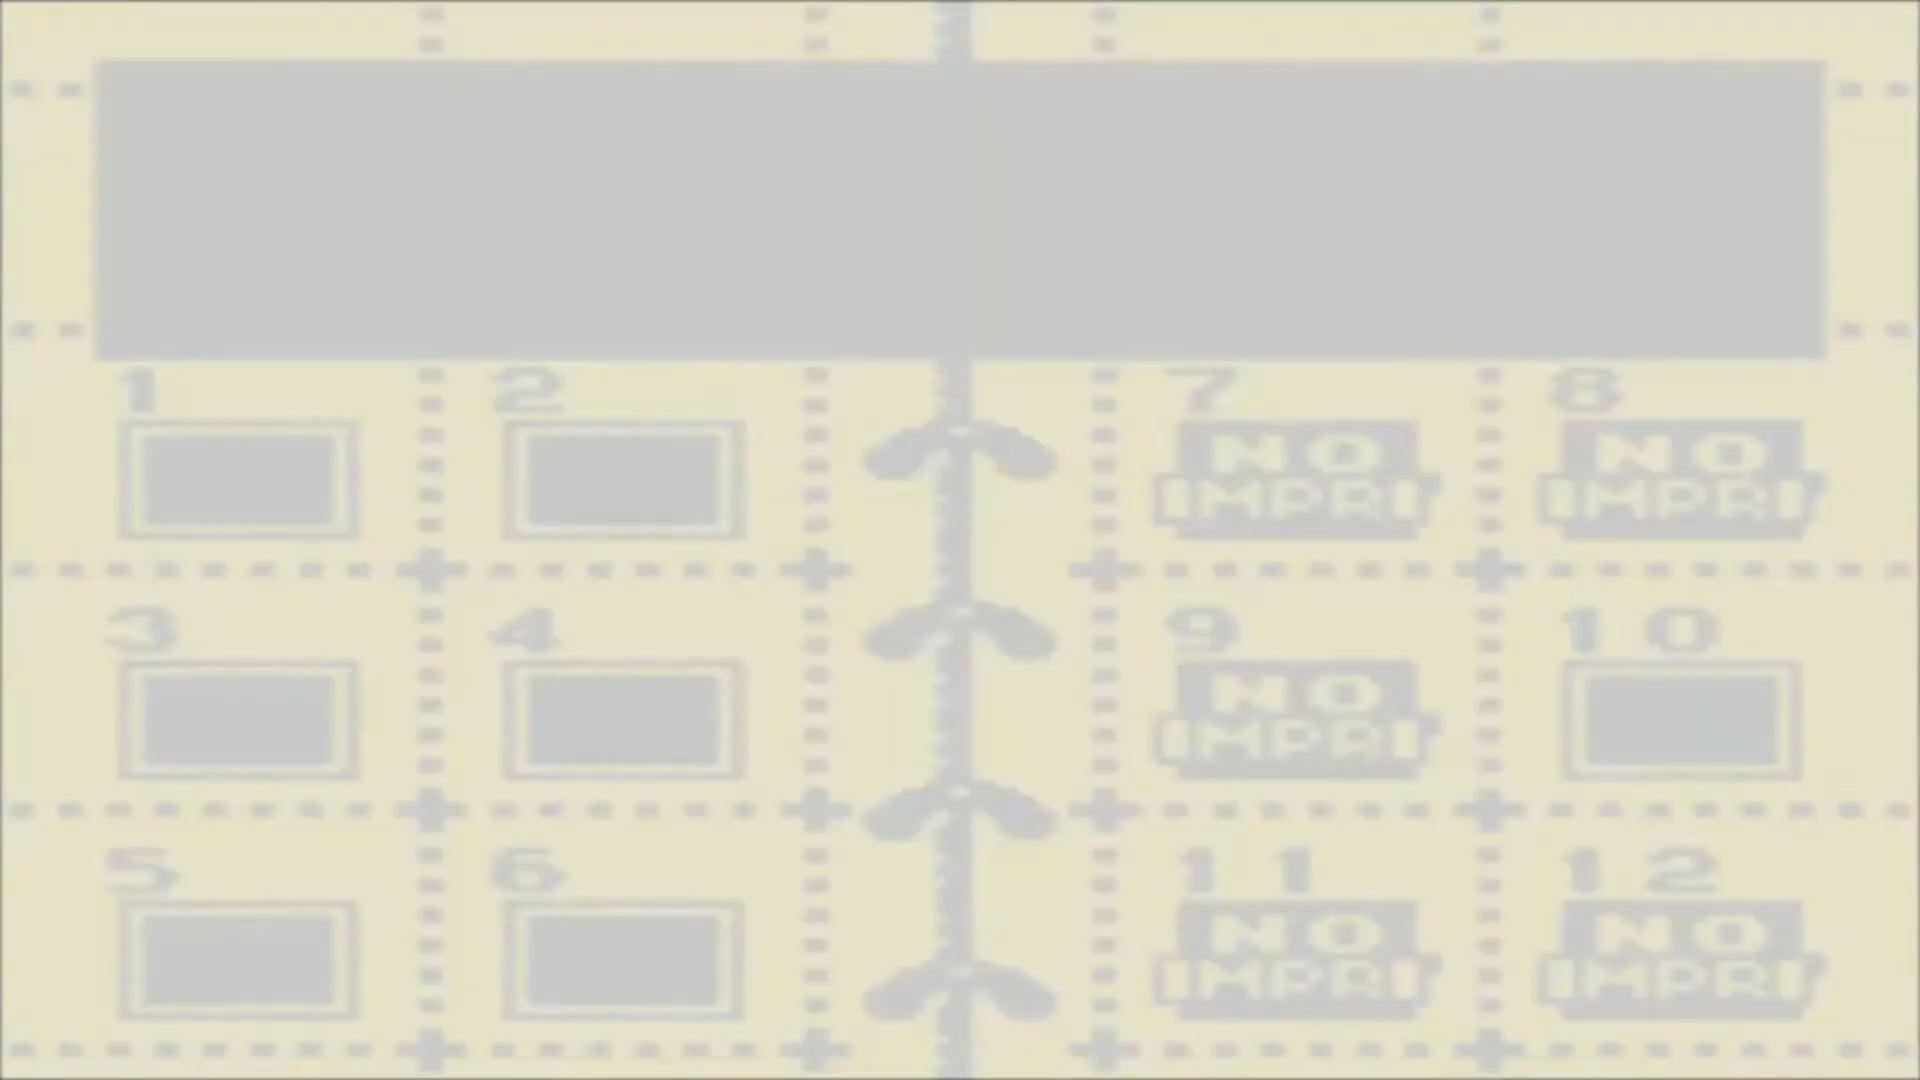 1 2 7 8
NO NO
IMPRI IMPRI
3 4 9 10
NO
IMPRI
5 6 11 12
NO NO
IMPRI IMPRI